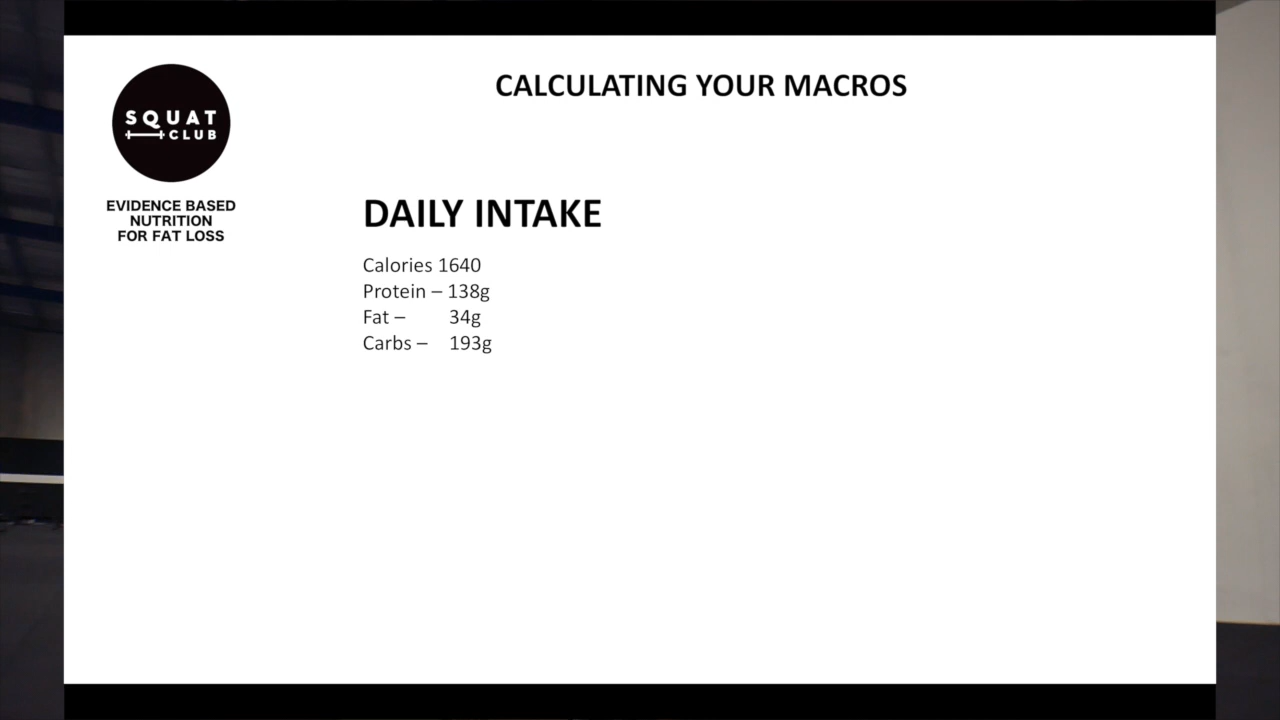 CALCULATING YOUR MACROS
SQUAT
CLUB
EVIDENCE BASED
NUTRITION
FOR FAT LOSS
DAILY INTAKE
Calories 1640
Protein – 138g
Fat – 34g
Carbs – 193g